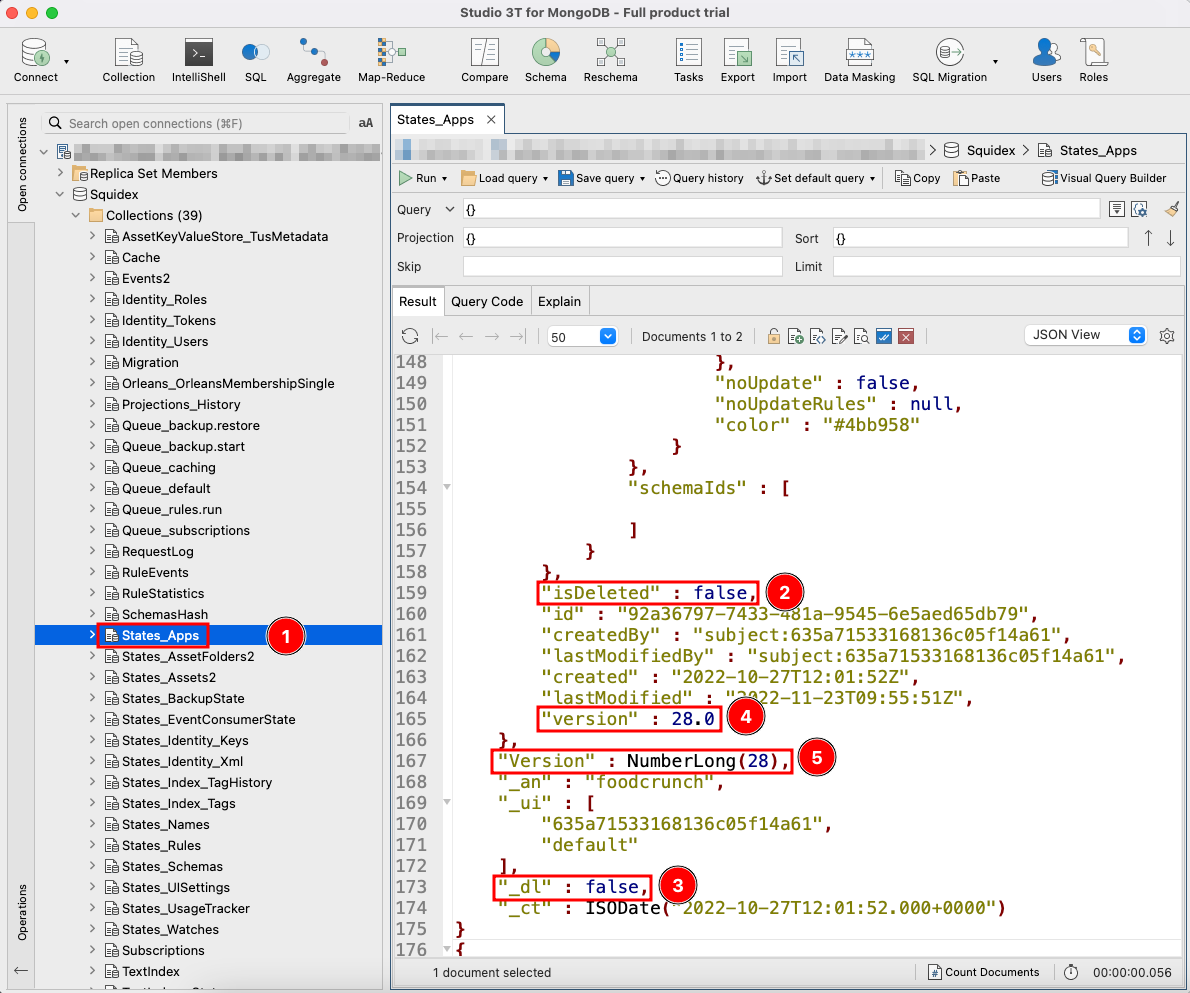 Studio 3T for MongoDB - Full product trial
Connect
Collection
IntelliShell
SQL
Aggregate
Map-Reduce
Compare
Schema
Reschema
Tasks
Export
Import
Data Masking
SQL Migration
Users
Roles
Open connections
Operations
Search open connections (⌘F)
aA
Replica Set Members
Squidex
Collections (39)
AssetKeyValueStore_TusMetadata
Cache
Events2
Identity_Roles
Identity_Tokens
Identity_Users
Migration
Orleans_OrleansMembershipSingle
Projections_History
Queue_backup.restore
Queue_backup.start
Queue_caching
Queue_default
Queue_rules.run
Queue_subscriptions
RequestLog
RuleEvents
RuleStatistics
SchemasHash
States_Apps
1
States_AssetFolders2
States_Assets2
States_BackupState
States_EventConsumerState
States_Identity_Keys
States_Identity_Xml
States_Index_TagHistory
States_Index_Tags
States_Names
States_Rules
States_Schemas
States_UISettings
States_UsageTracker
States_Watches
Subscriptions
TextIndex
States_Apps ×
> Squidex > States_Apps
Run
Load query
Save query
Query history
Set default query
Copy
Paste
Visual Query Builder
Query {}
Projection {} Sort {}
Skip Limit
Result Query Code Explain
50 Documents 1 to 2 JSON View
148 },
149 "noUpdate" : false,
150 "noUpdateRules" : null,
151 "color" : "#4bb958"
152 }
153 },
154 "schemaIds" : [
155
156 ]
157 }
158 },
159 "isDeleted" : false, 2
160 "id" : "92a36797-7433-481a-9545-6e5aed65db79",
161 "createdBy" : "subject:635a71533168136c05f14a61",
162 "lastModifiedBy" : "subject:635a71533168136c05f14a61",
163 "created" : "2022-10-27T12:01:52Z",
164 "lastModified" : "2022-11-23T09:55:51Z",
165 "version" : 28.0 4
166 },
167 "Version" : NumberLong(28), 5
168 "_an" : "foodcrunch",
169 "_ui" : [
170 "635a71533168136c05f14a61",
171 "default"
172 ],
173 "_dl" : false, 3
174 "_ct" : ISODate("2022-10-27T12:01:52.000+0000")
175 }
176 {
1 document selected
Count Documents
00:00:00.056